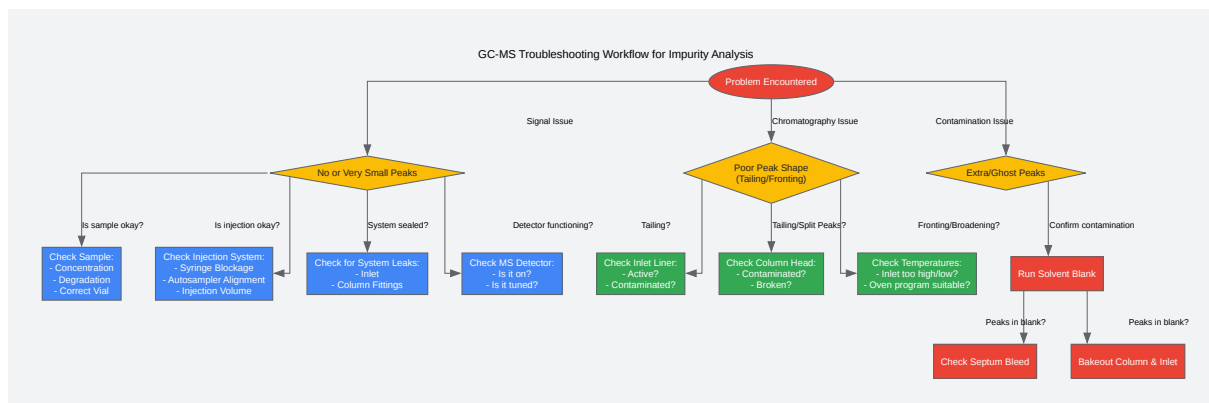 GC-MS Troubleshooting Workflow for Impurity Analysis
Problem Encountered
Signal Issue
Chromatography Issue
Contamination Issue
No or Very Small Peaks
Poor Peak Shape
(Tailing/Fronting)
Extra/Ghost Peaks
Is sample okay?
Is injection okay?
System sealed?
Detector functioning?
Tailing?
Tailing/Split Peaks?
Fronting/Broadening?
Confirm contamination
Check Sample:
- Concentration
- Degradation
- Correct Vial
Check Injection System:
- Syringe Blockage
- Autosampler Alignment
- Injection Volume
Check for System Leaks:
- Inlet
- Column Fittings
Check MS Detector:
- Is it on?
- Is it tuned?
Check Inlet Liner:
- Active?
- Contaminated?
Check Column Head:
- Contaminated?
- Broken?
Check Temperatures:
- Inlet too high/low?
- Oven program suitable?
Run Solvent Blank
Peaks in blank?
Peaks in blank?
Check Septum Bleed
Bakeout Column & Inlet